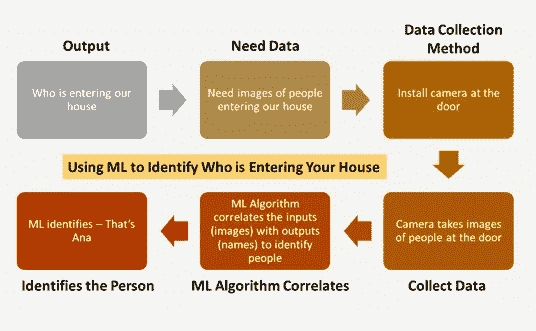 Output
Need Data
Data Collection
Method
Who is entering our
house
Need images of people
entering our house
Install camera at the
door
Using ML to Identify Who is Entering Your House
ML identifies – That's
Ana
ML Algorithm
correlates the inputs
(images) with outputs
(names) to identify
people
Camera takes images
of people at the door
Identifies the Person
ML Algorithm Correlates
Collect Data